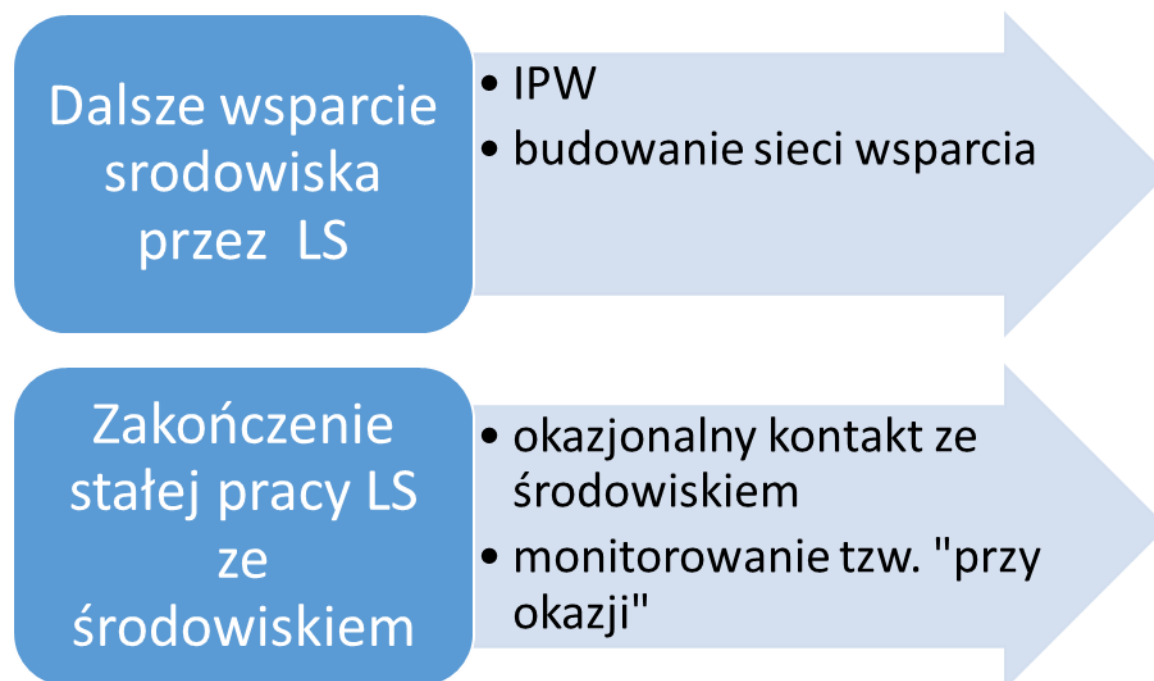 Dalsze wsparcie
srodowiska
przez  LS
• IPW
• budowanie sieci wsparcia
Zakończenie
stałej pracy LS
ze
środowiskiem
• okazjonalny kontakt ze
środowiskiem
• monitorowanie tzw. "przy
okazji"